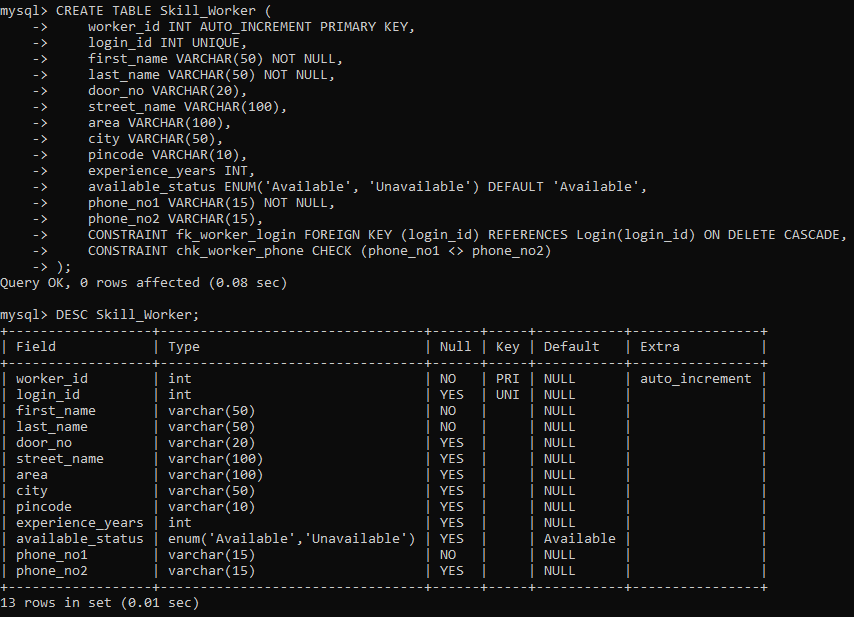 mysql> CREATE TABLE Skill_Worker (
    ->     worker_id INT AUTO_INCREMENT PRIMARY KEY,
    ->     login_id INT UNIQUE,
    ->     first_name VARCHAR(50) NOT NULL,
    ->     last_name VARCHAR(50) NOT NULL,
    ->     door_no VARCHAR(20),
    ->     street_name VARCHAR(100),
    ->     area VARCHAR(100),
    ->     city VARCHAR(50),
    ->     pincode VARCHAR(10),
    ->     experience_years INT,
    ->     available_status ENUM('Available', 'Unavailable') DEFAULT 'Available',
    ->     phone_no1 VARCHAR(15) NOT NULL,
    ->     phone_no2 VARCHAR(15),
    ->     CONSTRAINT fk_worker_login FOREIGN KEY (login_id) REFERENCES Login(login_id) ON DELETE CASCADE,
    ->     CONSTRAINT chk_worker_phone CHECK (phone_no1 <> phone_no2)
    -> );
Query OK, 0 rows affected (0.08 sec)

mysql> DESC Skill_Worker;
+------------------+---------------------------------+------+-----+-----------+----------------+
| Field            | Type                            | Null | Key | Default   | Extra          |
+------------------+---------------------------------+------+-----+-----------+----------------+
| worker_id        | int                             | NO   | PRI | NULL      | auto_increment |
| login_id         | int                             | YES  | UNI | NULL      |                |
| first_name       | varchar(50)                     | NO   |     | NULL      |                |
| last_name        | varchar(50)                     | NO   |     | NULL      |                |
| door_no          | varchar(20)                     | YES  |     | NULL      |                |
| street_name      | varchar(100)                    | YES  |     | NULL      |                |
| area             | varchar(100)                    | YES  |     | NULL      |                |
| city             | varchar(50)                     | YES  |     | NULL      |                |
| pincode          | varchar(10)                     | YES  |     | NULL      |                |
| experience_years | int                             | YES  |     | NULL      |                |
| available_status | enum('Available','Unavailable') | YES  |     | Available |                |
| phone_no1        | varchar(15)                     | NO   |     | NULL      |                |
| phone_no2        | varchar(15)                     | YES  |     | NULL      |                |
+------------------+---------------------------------+------+-----+-----------+----------------+
13 rows in set (0.01 sec)